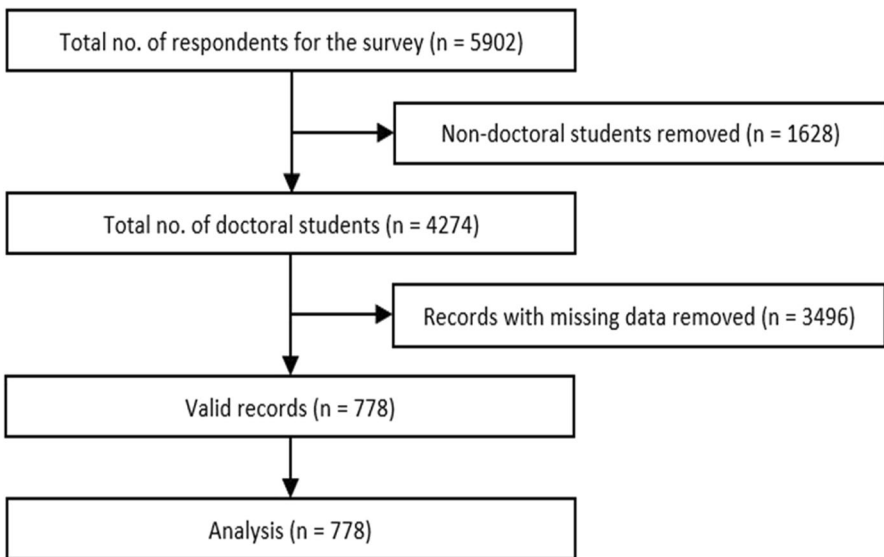 Total no. of respondents for the survey (n = 5902)
Non-doctoral students removed (n = 1628)
Total no. of doctoral students (n = 4274)
Records with missing data removed (n = 3496)
Valid records (n = 778)
Analysis (n = 778)